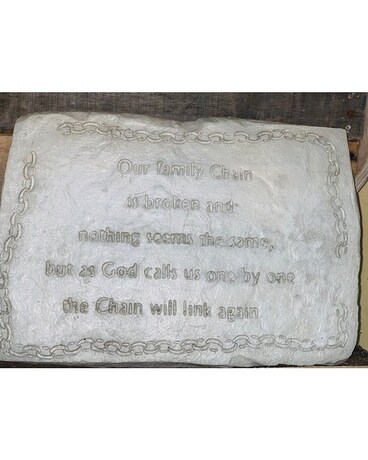 Our family Chain
is broken and
nothing seems the same,
but as God calls us one by one
the Chain will link again